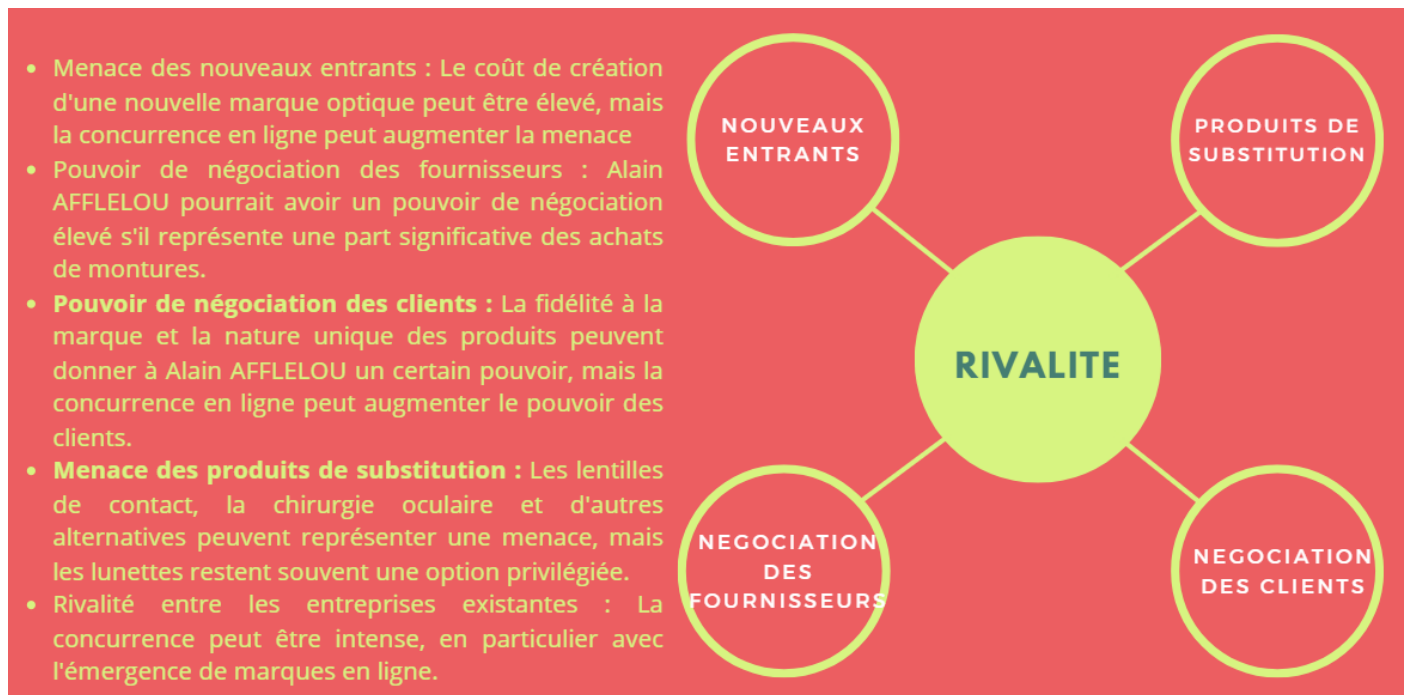 • Menace des nouveaux entrants : Le coût de création
d'une nouvelle marque optique peut être élevé, mais
la concurrence en ligne peut augmenter la menace
• Pouvoir de négociation des fournisseurs : Alain
AFFLELOU pourrait avoir un pouvoir de négociation
élevé s'il représente une part significative des achats
de montures.
• Pouvoir de négociation des clients : La fidélité à la
marque et la nature unique des produits peuvent
donner à Alain AFFLELOU un certain pouvoir, mais la
concurrence en ligne peut augmenter le pouvoir des
clients.
• Menace des produits de substitution : Les lentilles
de contact, la chirurgie oculaire et d'autres
alternatives peuvent représenter une menace, mais
les lunettes restent souvent une option privilégiée.
• Rivalité entre les entreprises existantes : La
concurrence peut être intense, en particulier avec
l'émergence de marques en ligne.
NOUVEAUX
ENTRANTS
PRODUITS DE
SUBSTITUTION
RIVALITE
NEGOCIATION
DES
FOURNISSEURS
NEGOCIATION
DES CLIENTS